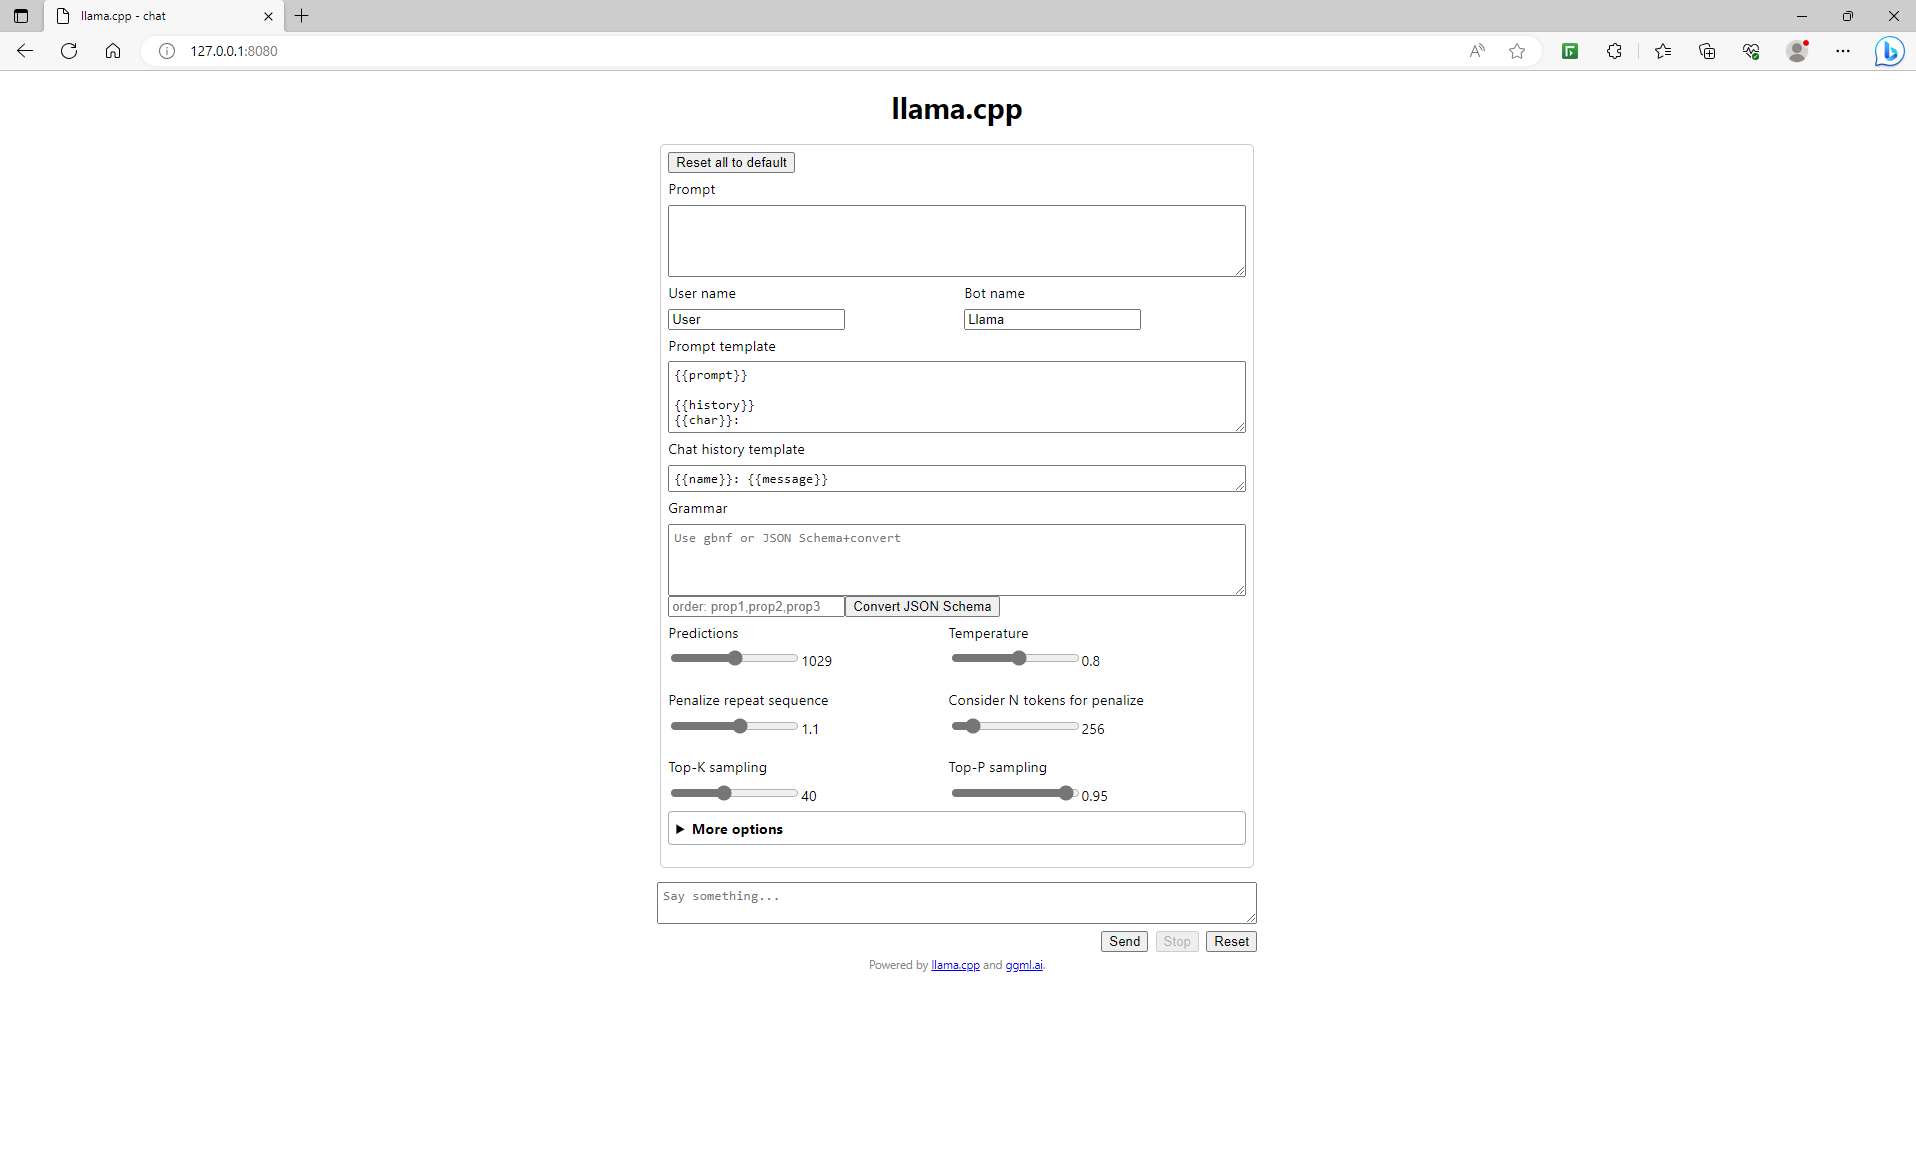 llama.cpp - chat
127.0.0.1:8080
llama.cpp
Reset all to default
Prompt
User name Bot name
User Llama
Prompt template
{{prompt}}
{{history}}
{{char}}:
Chat history template
{{name}}: {{message}}
Grammar
Use gbnf or JSON Schema+convert
order: prop1,prop2,prop3 Convert JSON Schema
Predictions Temperature
1029 0.8
Penalize repeat sequence Consider N tokens for penalize
1.1 256
Top-K sampling Top-P sampling
40 0.95
More options
Say something...
Send Stop Reset
Powered by llama.cpp and ggml.ai.